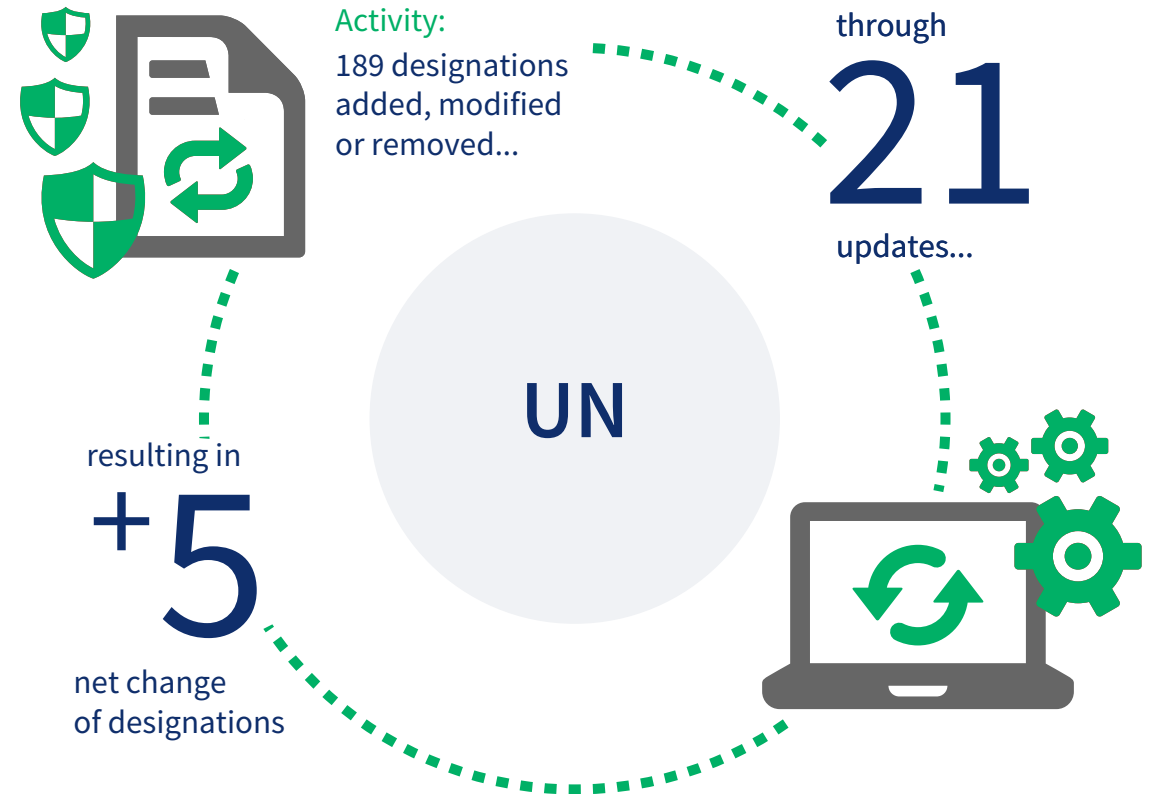 Activity:
189 designations
added, modified
or removed...
through
21
updates...
UN
resulting in
+5
net change
of designations